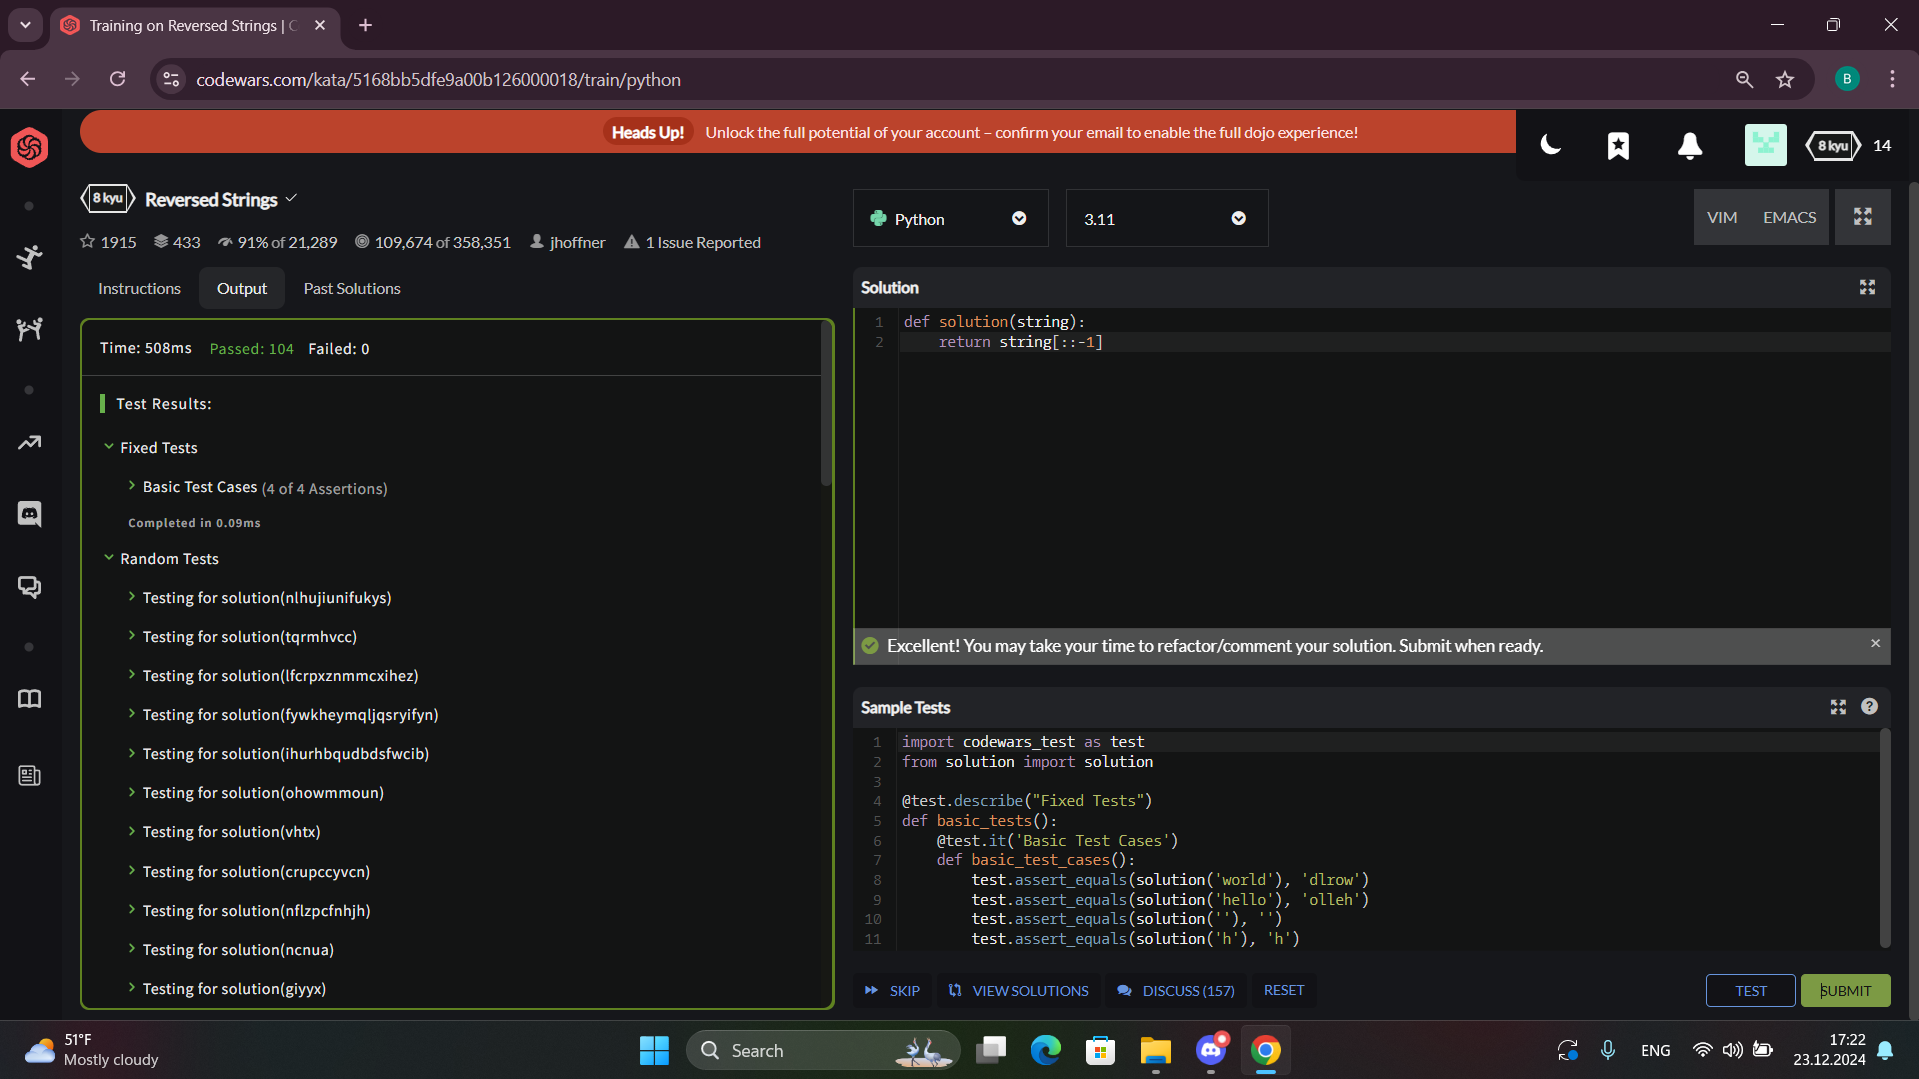 Training on Reversed Strings | C
codewars.com/kata/5168bb5dfe9a00b126000018/train/python
B
Heads Up! Unlock the full potential of your account – confirm your email to enable the full dojo experience!
8 kyu 14
8 kyu Reversed Strings
1915 433 91% of 21,289 109,674 of 358,351 jhoffner 1 Issue Reported
Instructions Output Past Solutions
Time: 508ms Passed: 104 Failed: 0
Test Results:
Fixed Tests
Basic Test Cases (4 of 4 Assertions)
Completed in 0.09ms
Random Tests
Testing for solution(nlhujiunifukys)
Testing for solution(tqrmhvcc)
Testing for solution(lfcrpxznmmcxihez)
Testing for solution(fywkheymqljqsryifyn)
Testing for solution(ihurhbqudbdsfwcib)
Testing for solution(ohowmmoun)
Testing for solution(vhtx)
Testing for solution(crupccyvcn)
Testing for solution(nflzpcfnhjh)
Testing for solution(ncnua)
Testing for solution(giyyx)
Python 3.11 VIM EMACS
Solution
1 def solution(string):
2     return string[::-1]
Excellent! You may take your time to refactor/comment your solution. Submit when ready.
Sample Tests
1 import codewars_test as test
2 from solution import solution
3
4 @test.describe("Fixed Tests")
5 def basic_tests():
6     @test.it('Basic Test Cases')
7     def basic_test_cases():
8         test.assert_equals(solution('world'), 'dlrow')
9         test.assert_equals(solution('hello'), 'olleh')
10         test.assert_equals(solution(''), '')
11         test.assert_equals(solution('h'), 'h')
SKIP VIEW SOLUTIONS DISCUSS (157) RESET TEST SUBMIT
51°F
Mostly cloudy
Search
ENG
17:22
23.12.2024